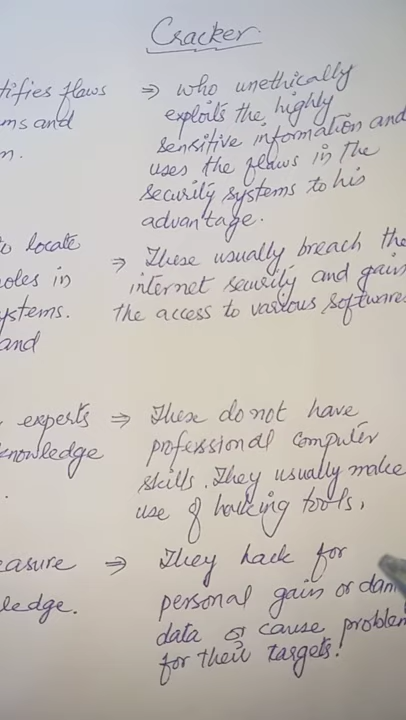 Cracker
tifies flaws
ms and
m.
⇒ who unethically
exploits the highly
sensitive information and
uses the flaws in the
security systems to his
advantage.
to locate
oles in
ystems.
and
⇒ These usually breach the
internet security and gain
the access to various softwares
experts
knowledge
⇒ These do not have
professional computer
skills. They usually make
use of hacking tools,
easure
ledge.
⇒ They hack for
personal gain or dam
data or cause problem
for their targets!